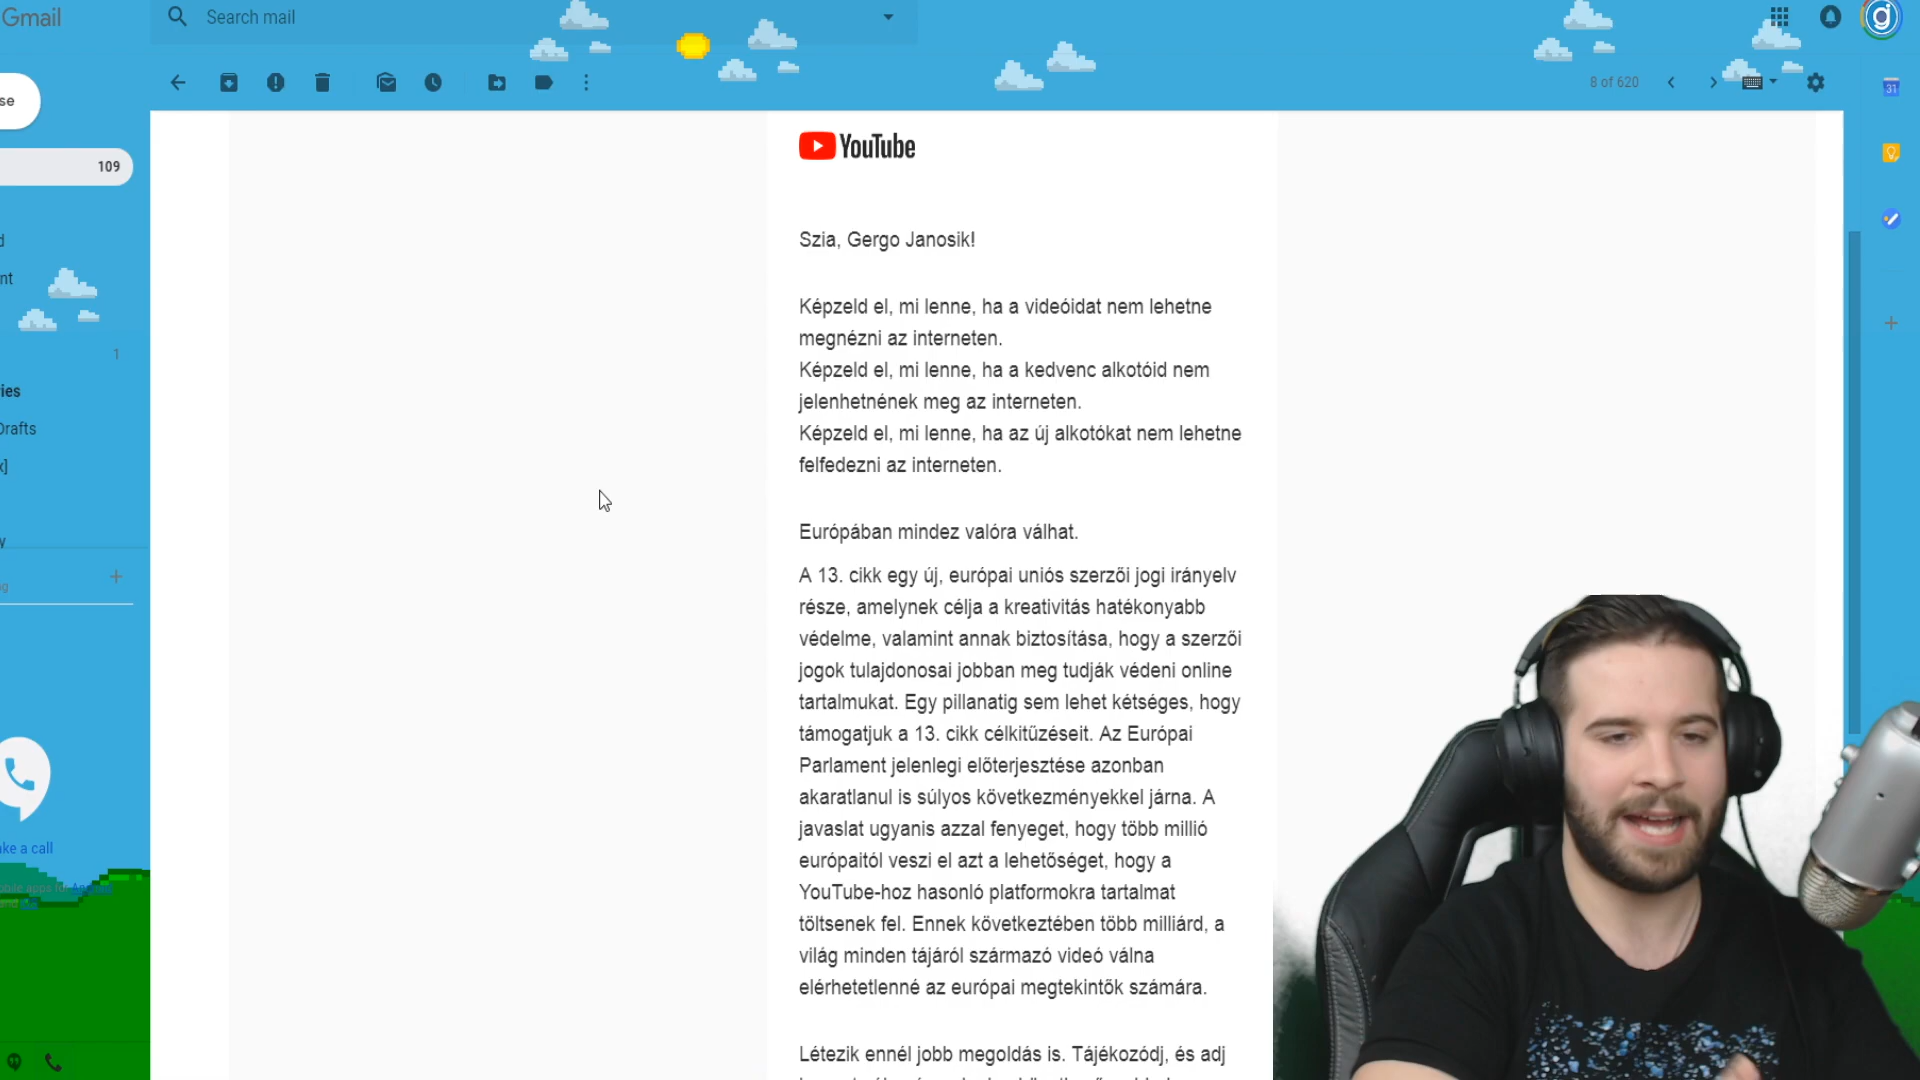 Gmail
Search mail
se
8 of 620
31
YouTube
109
Szia, Gergo Janosik!
d
nt
Képzeld el, mi lenne, ha a videóidat nem lehetne
megnézni az interneten.
Képzeld el, mi lenne, ha a kedvenc alkotóid nem
jelenhetnének meg az interneten.
Képzeld el, mi lenne, ha az új alkotókat nem lehetne
felfedezni az interneten.
1
ies
Drafts
x]
y
Európában mindez valóra válhat.
A 13. cikk egy új, európai uniós szerzői jogi irányelv
része, amelynek célja a kreativitás hatékonyabb
védelme, valamint annak biztosítása, hogy a szerzői
jogok tulajdonosai jobban meg tudják védeni online
tartalmukat. Egy pillanatig sem lehet kétséges, hogy
támogatjuk a 13. cikk célkitűzéseit. Az Európai
Parlament jelenlegi előterjesztése azonban
akaratlanul is súlyos következményekkel járna. A
javaslat ugyanis azzal fenyeget, hogy több millió
európaitól veszi el azt a lehetőséget, hogy a
YouTube-hoz hasonló platformokra tartalmat
töltsenek fel. Ennek következtében több milliárd, a
világ minden tájáról származó videó válna
elérhetetlenné az európai megtekintők számára.
ke a call
Létezik ennél jobb megoldás is. Tájékozódj, és adj